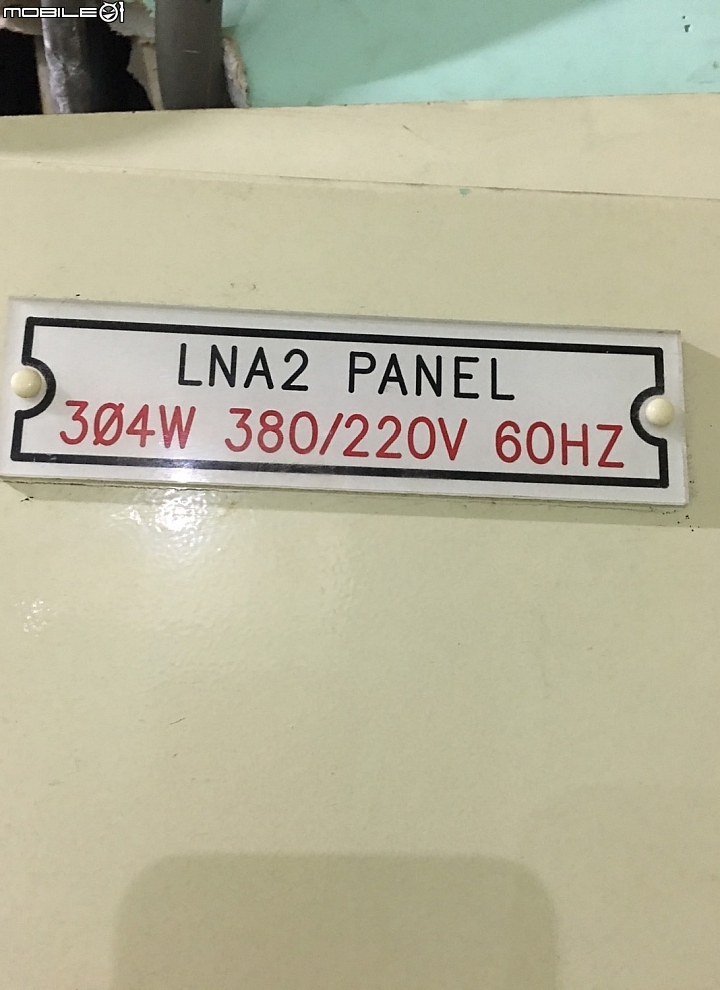 MOBILE01
LNA2 PANEL
3Ø4W 380/220V 60HZ